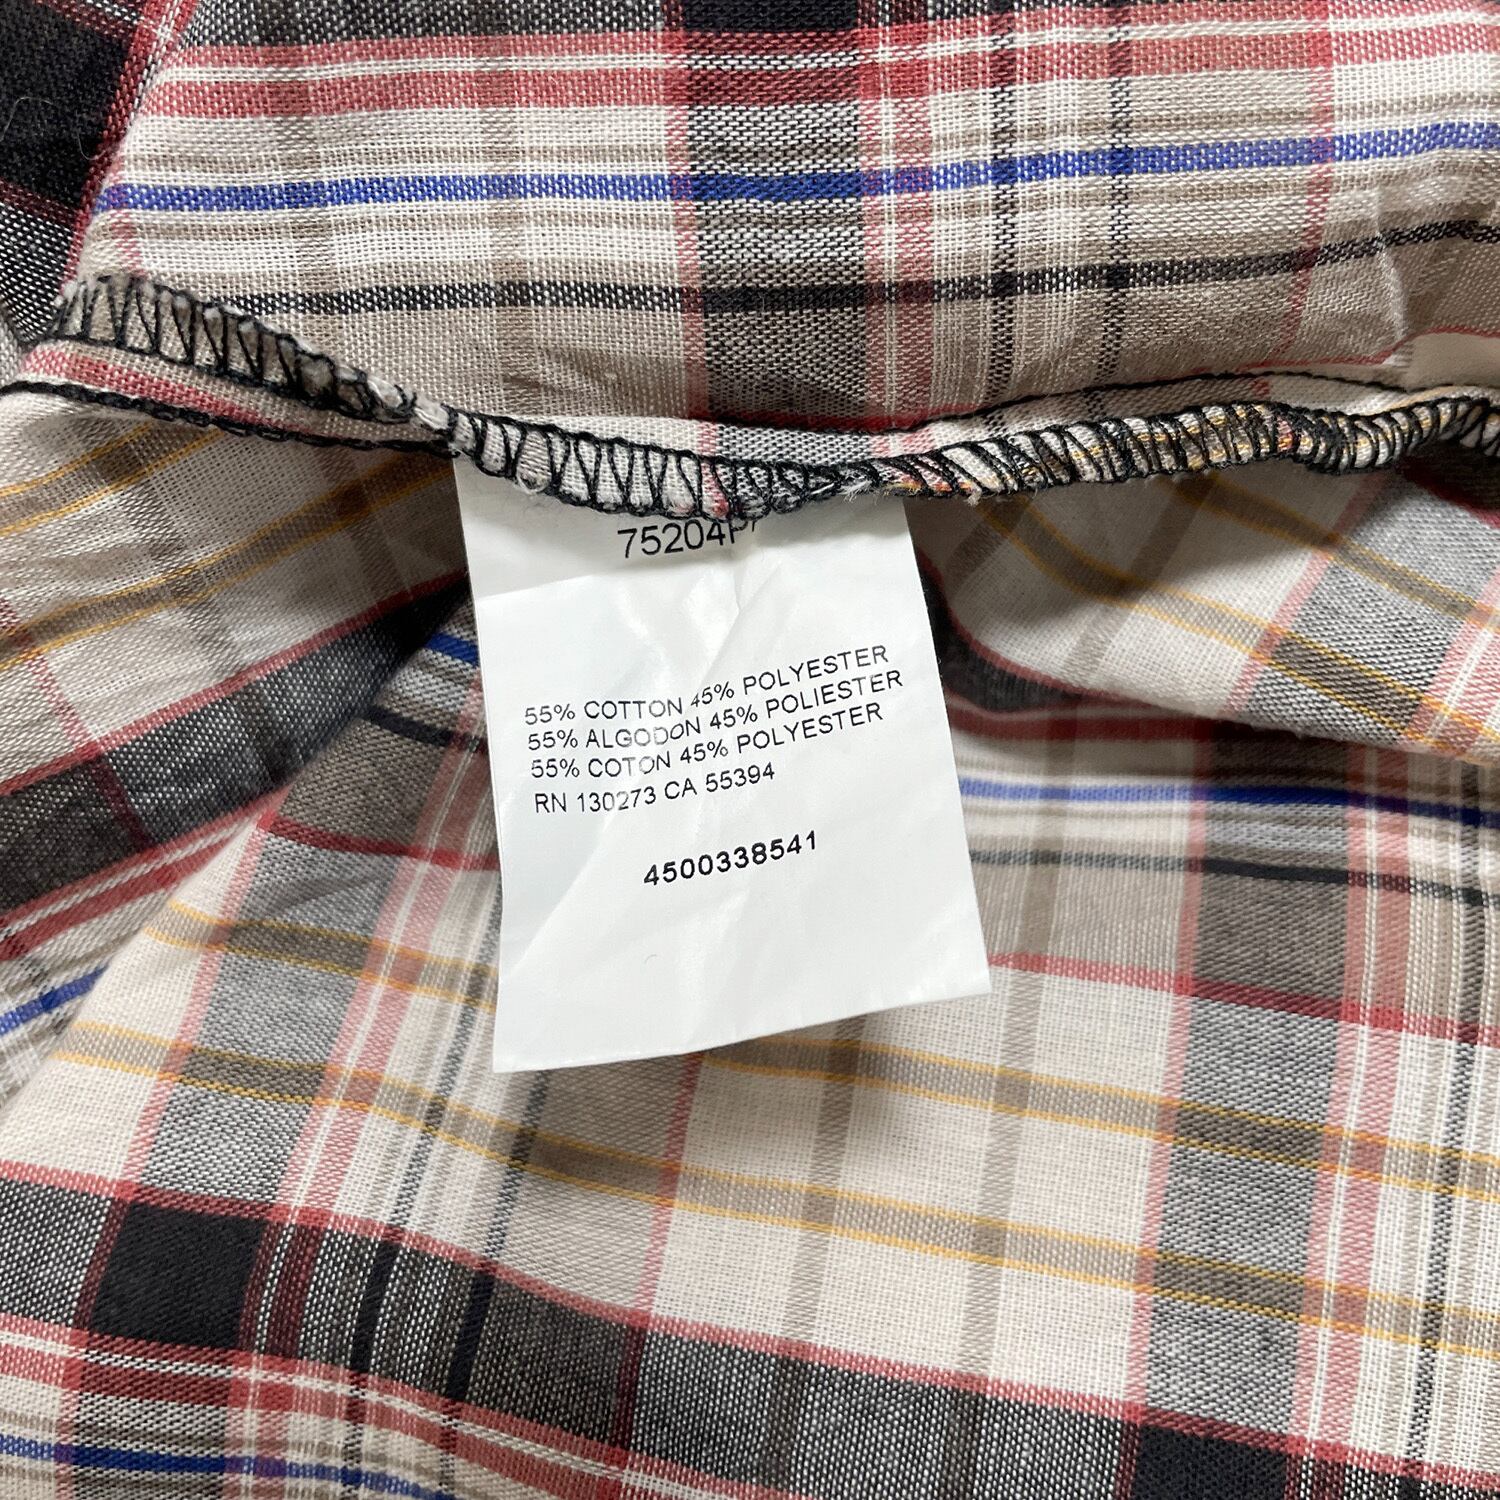 75204P
55% COTTON 45% POLYESTER
55% ALGODON 45% POLIESTER
55% COTON 45% POLYESTER
RN 130273 CA 55394
4500338541